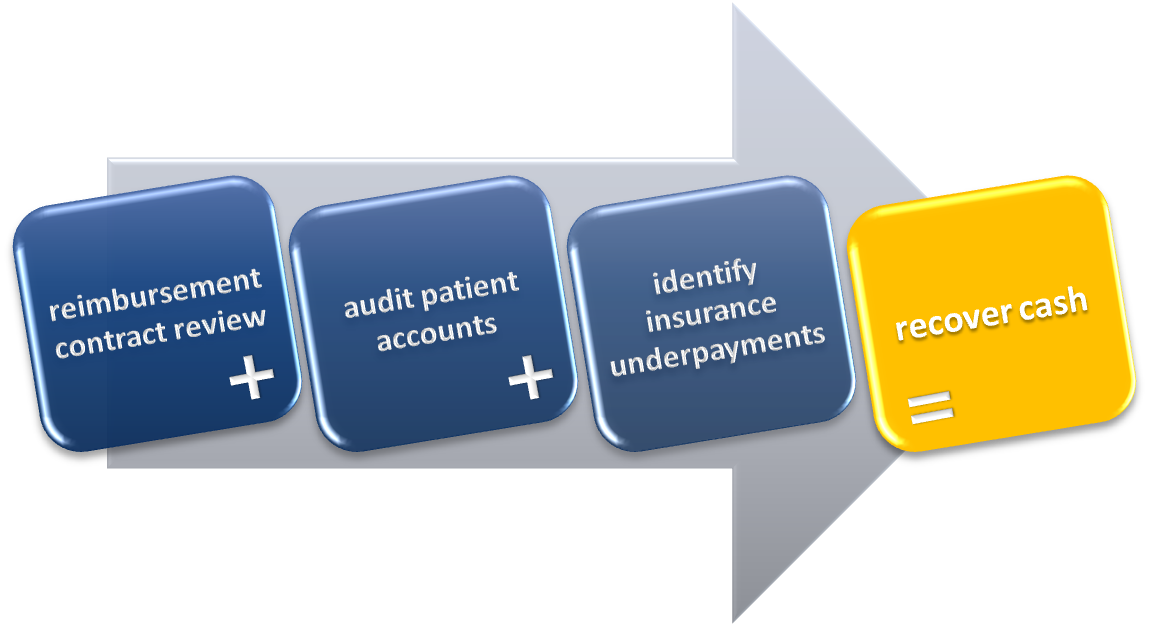 reimbursement
contract review
+
audit patient
accounts
+
identify
insurance
underpayments
recover cash
=